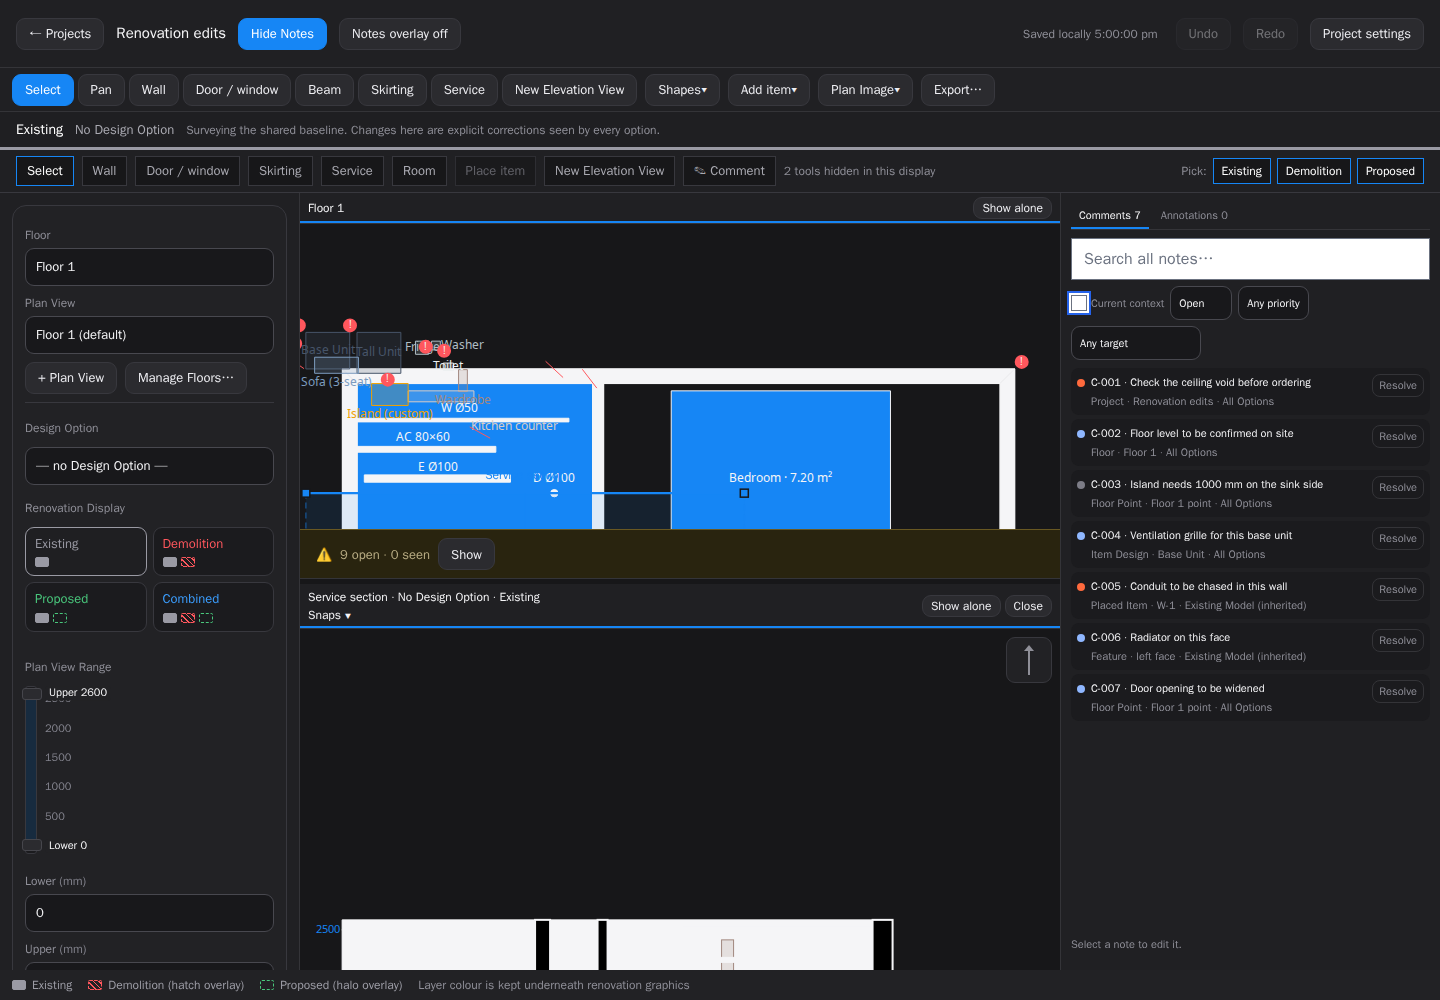 ← Projects
Renovation edits
Hide Notes
Notes overlay off
Saved locally 5:00:00 pm
Undo
Redo
Project settings
Select
Pan
Wall
Door / window
Beam
Skirting
Service
New Elevation View
Shapes▾
Add item▾
Plan Image▾
Export⋯
Existing No Design Option Surveying the shared baseline. Changes here are explicit corrections seen by every option.
Select
Wall
Door / window
Skirting
Service
Room
Place item
New Elevation View
✎ Comment
2 tools hidden in this display
Pick:
Existing
Demolition
Proposed
Floor
Floor 1
Plan View
Floor 1 (default)
+ Plan View
Manage Floors⋯
Design Option
— no Design Option —
Renovation Display
Existing
Demolition
Proposed
Combined
Plan View Range
Upper 2600
2000
1500
1000
500
Lower 0
Lower (mm)
0
Upper (mm)
Floor 1
Show alone
Base Unit
Tall Unit
Fridge
Washer
Toilet
Sofa (3-seat)
Wardrobe
Island (custom)
W Ø50
Kitchen counter
AC 80×60
E Ø100
D Ø100
Bedroom · 7.20 m²
⚠ 9 open · 0 seen
Show
Service section · No Design Option · Existing
Snaps ▾
Show alone
Close
2500
Comments 7
Annotations 0
Search all notes⋯
Current context
Open
Any priority
Any target
C-001 · Check the ceiling void before ordering
Project · Renovation edits · All Options
Resolve
C-002 · Floor level to be confirmed on site
Floor · Floor 1 · All Options
Resolve
C-003 · Island needs 1000 mm on the sink side
Floor Point · Floor 1 point · All Options
Resolve
C-004 · Ventilation grille for this base unit
Item Design · Base Unit · All Options
Resolve
C-005 · Conduit to be chased in this wall
Placed Item · W-1 · Existing Model (inherited)
Resolve
C-006 · Radiator on this face
Feature · left face · Existing Model (inherited)
Resolve
C-007 · Door opening to be widened
Floor Point · Floor 1 point · All Options
Resolve
Select a note to edit it.
Existing
Demolition (hatch overlay)
Proposed (halo overlay)
Layer colour is kept underneath renovation graphics